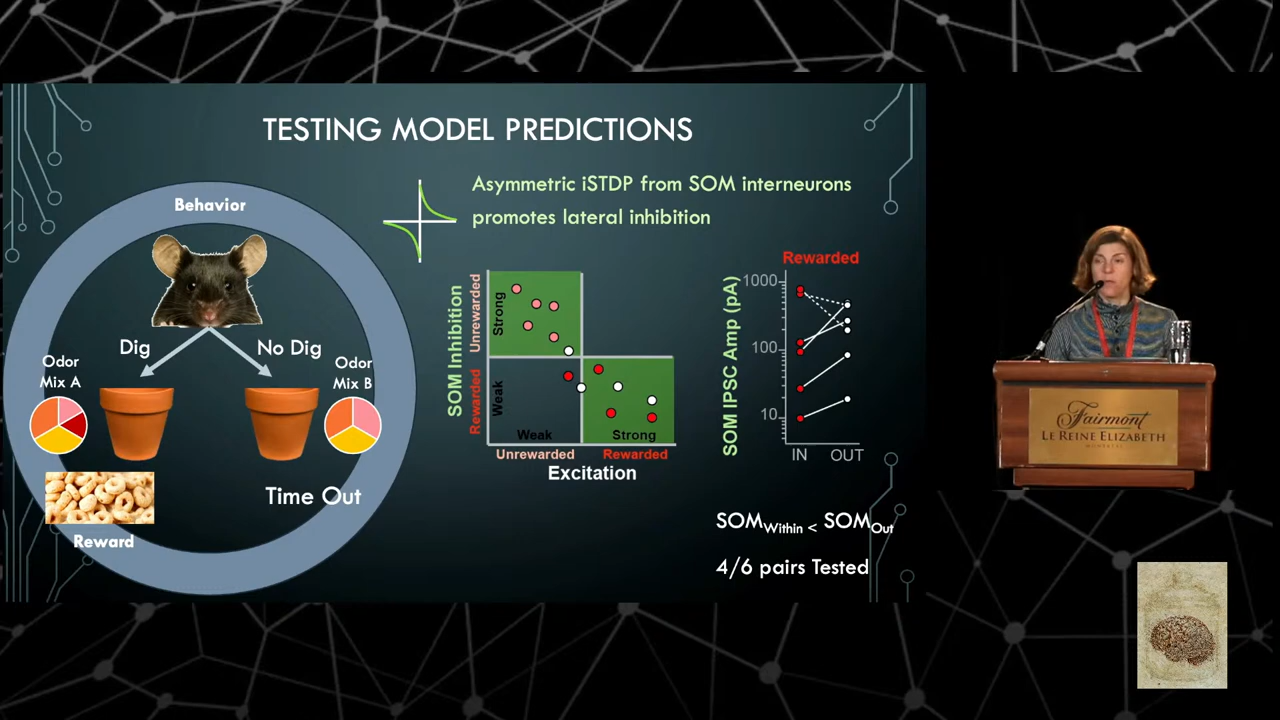 TESTING MODEL PREDICTIONS
Asymmetric iSTDP from SOM interneurons
promotes lateral inhibition
Behavior
Dig
No Dig
Odor
Mix A
Odor
Mix B
Time Out
Reward
SOM Inhibition
Unrewarded
Rewarded
Strong
Weak
Weak
Strong
Unrewarded
Rewarded
Excitation
Rewarded
SOM IPSC Amp (pA)
1000
100
10
IN
OUT
SOMWithin < SOMOut
4/6 pairs Tested
Fairmont
LE REINE ELIZABETH